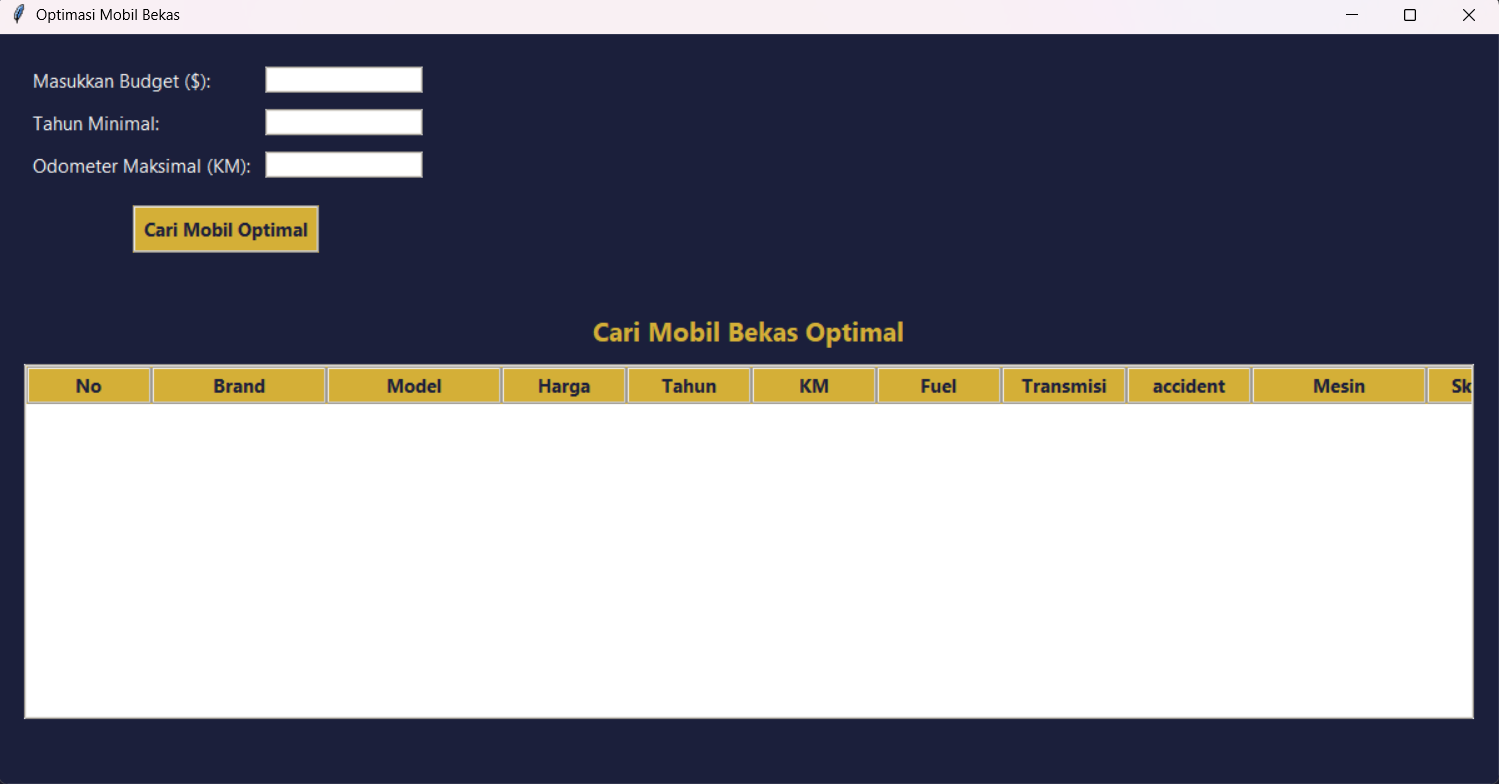 Optimasi Mobil Bekas
Masukkan Budget ($):
Tahun Minimal:
Odometer Maksimal (KM):
Cari Mobil Optimal
Cari Mobil Bekas Optimal
No Brand Model Harga Tahun KM Fuel Transmisi accident Mesin Sk